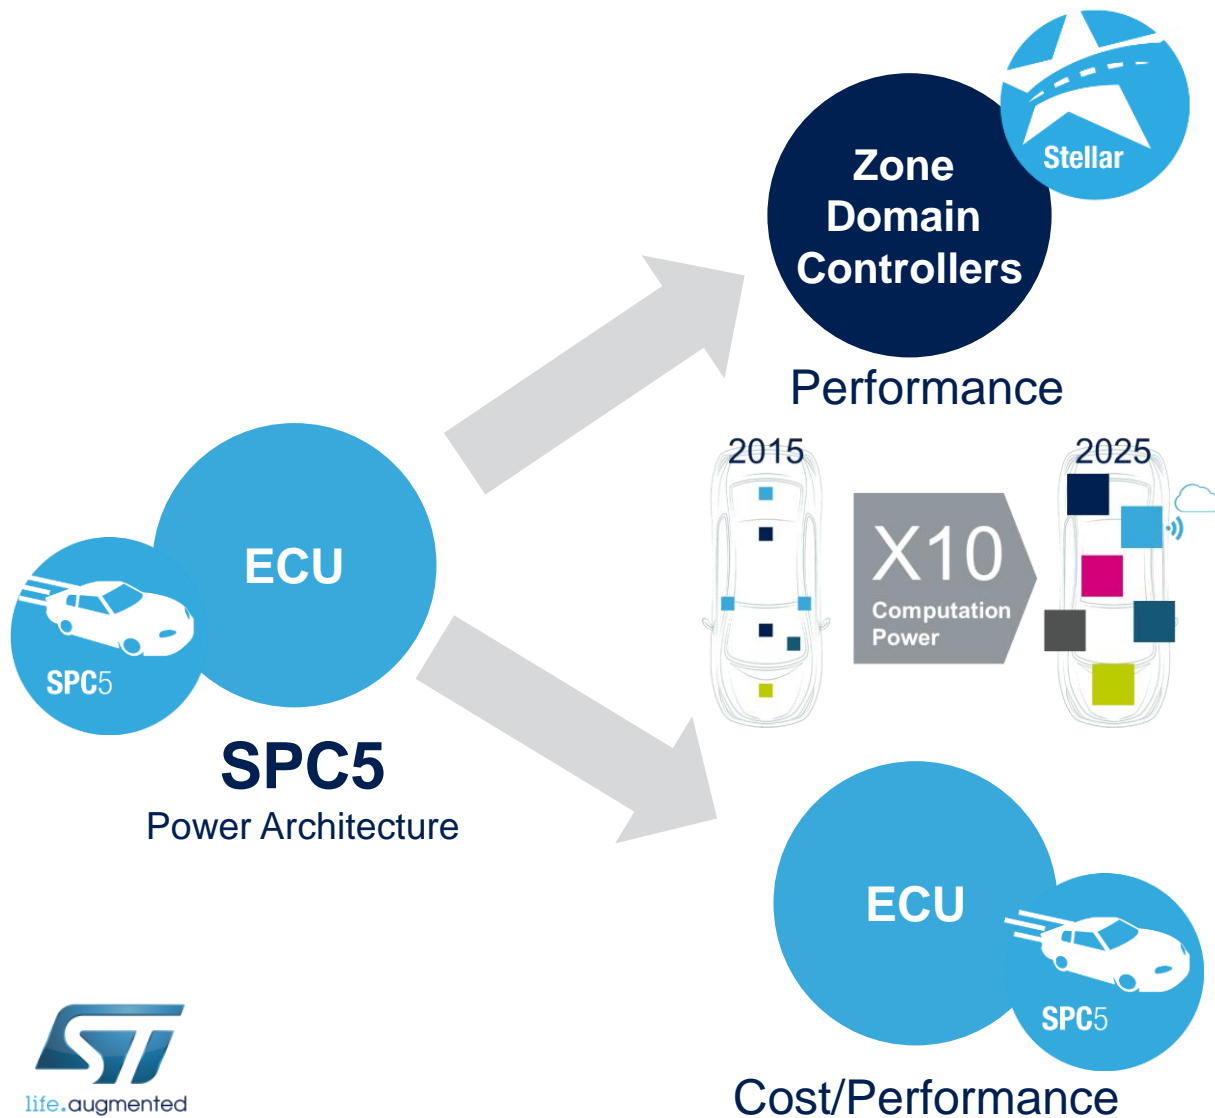 Stellar
Zone
Domain
Controllers
Performance
2015
2025
X10
Computation
Power
ECU
SPC5
SPC5
Power Architecture
ECU
SPC5
Cost/Performance
ST
life.augmented